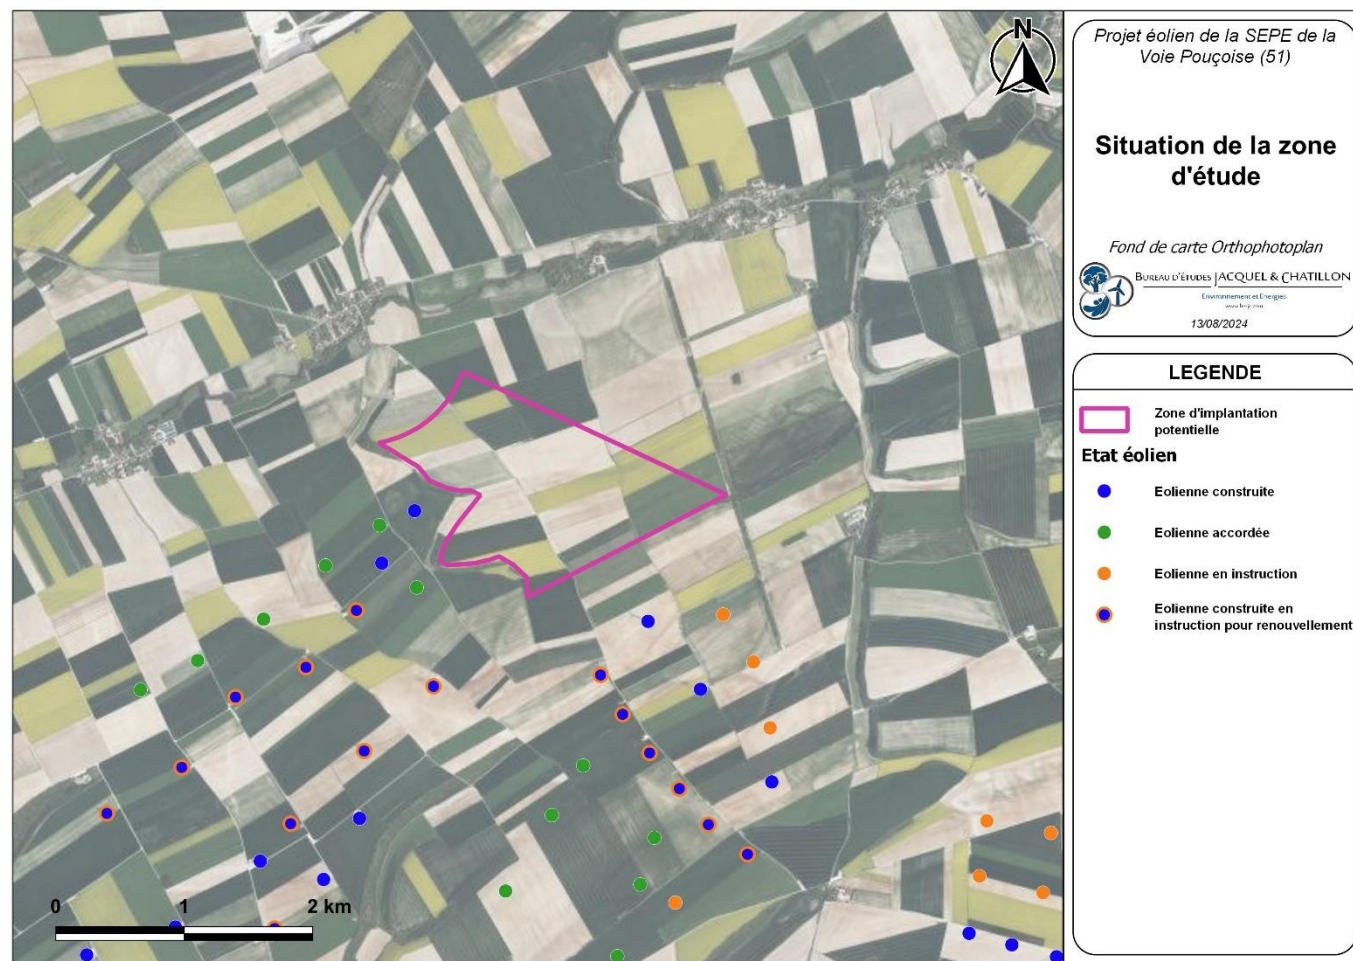 N
0 1 2 km
Projet éolien de la SEPE de la
Voie Pouçoise (51)
Situation de la zone
d'étude
Fond de carte Orthophotoplan
BUREAU D'ÉTUDES JACQUEL & CHATILLON
Environnement et Energies
13/08/2024
LEGENDE
Zone d'implantation
potentielle
Etat éolien
Eolienne construite
Eolienne accordée
Eolienne en instruction
Eolienne construite en
instruction pour renouvellement